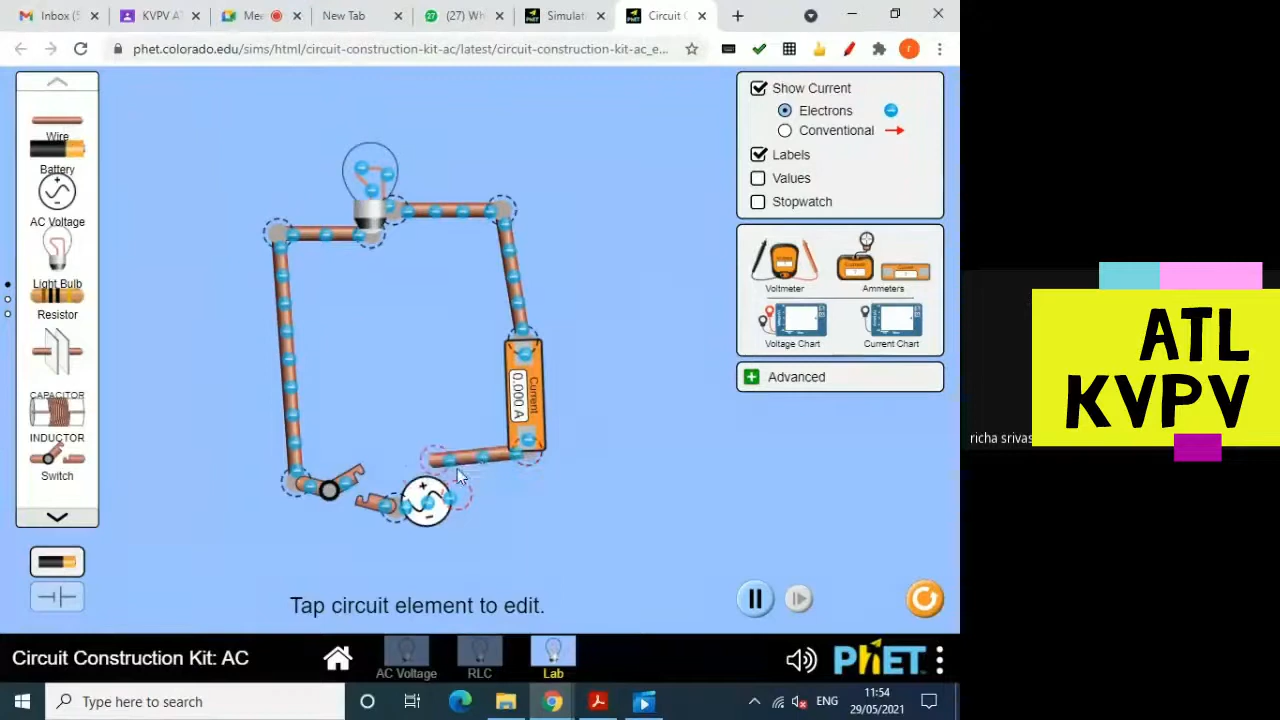 Inbox (5
KVPV A
Mee
New Tab
27
(27) Wh
Simulat
Circuit C
phet.colorado.edu/sims/html/circuit-construction-kit-ac/latest/circuit-construction-kit-ac_e...
r
Wire
Battery
AC Voltage
Light Bulb
Resistor
CAPACITOR
INDUCTOR
Switch
Show Current
Electrons
Conventional
Labels
Values
Stopwatch
Voltmeter
Ammeters
Voltage Chart
Current Chart
Advanced
Current
0.000 A
Tap circuit element to edit.
ATL
KVPV
richa srivas
Circuit Construction Kit: AC
AC Voltage
RLC
Lab
PhET
Type here to search
ENG
11:54
29/05/2021